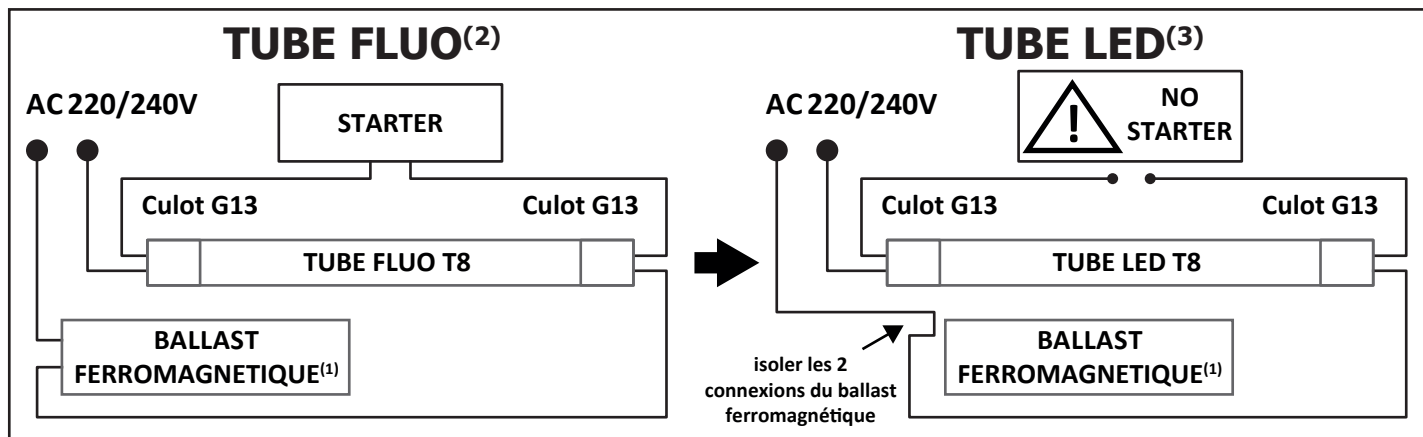 TUBE FLUO(2)
AC 220/240V
STARTER
Culot G13
Culot G13
TUBE FLUO T8
BALLAST
FERROMAGNETIQUE(1)
TUBE LED(3)
AC 220/240V
!
NO
STARTER
Culot G13
Culot G13
TUBE LED T8
isoler les 2
connexions du ballast
ferromagnétique
BALLAST
FERROMAGNETIQUE(1)